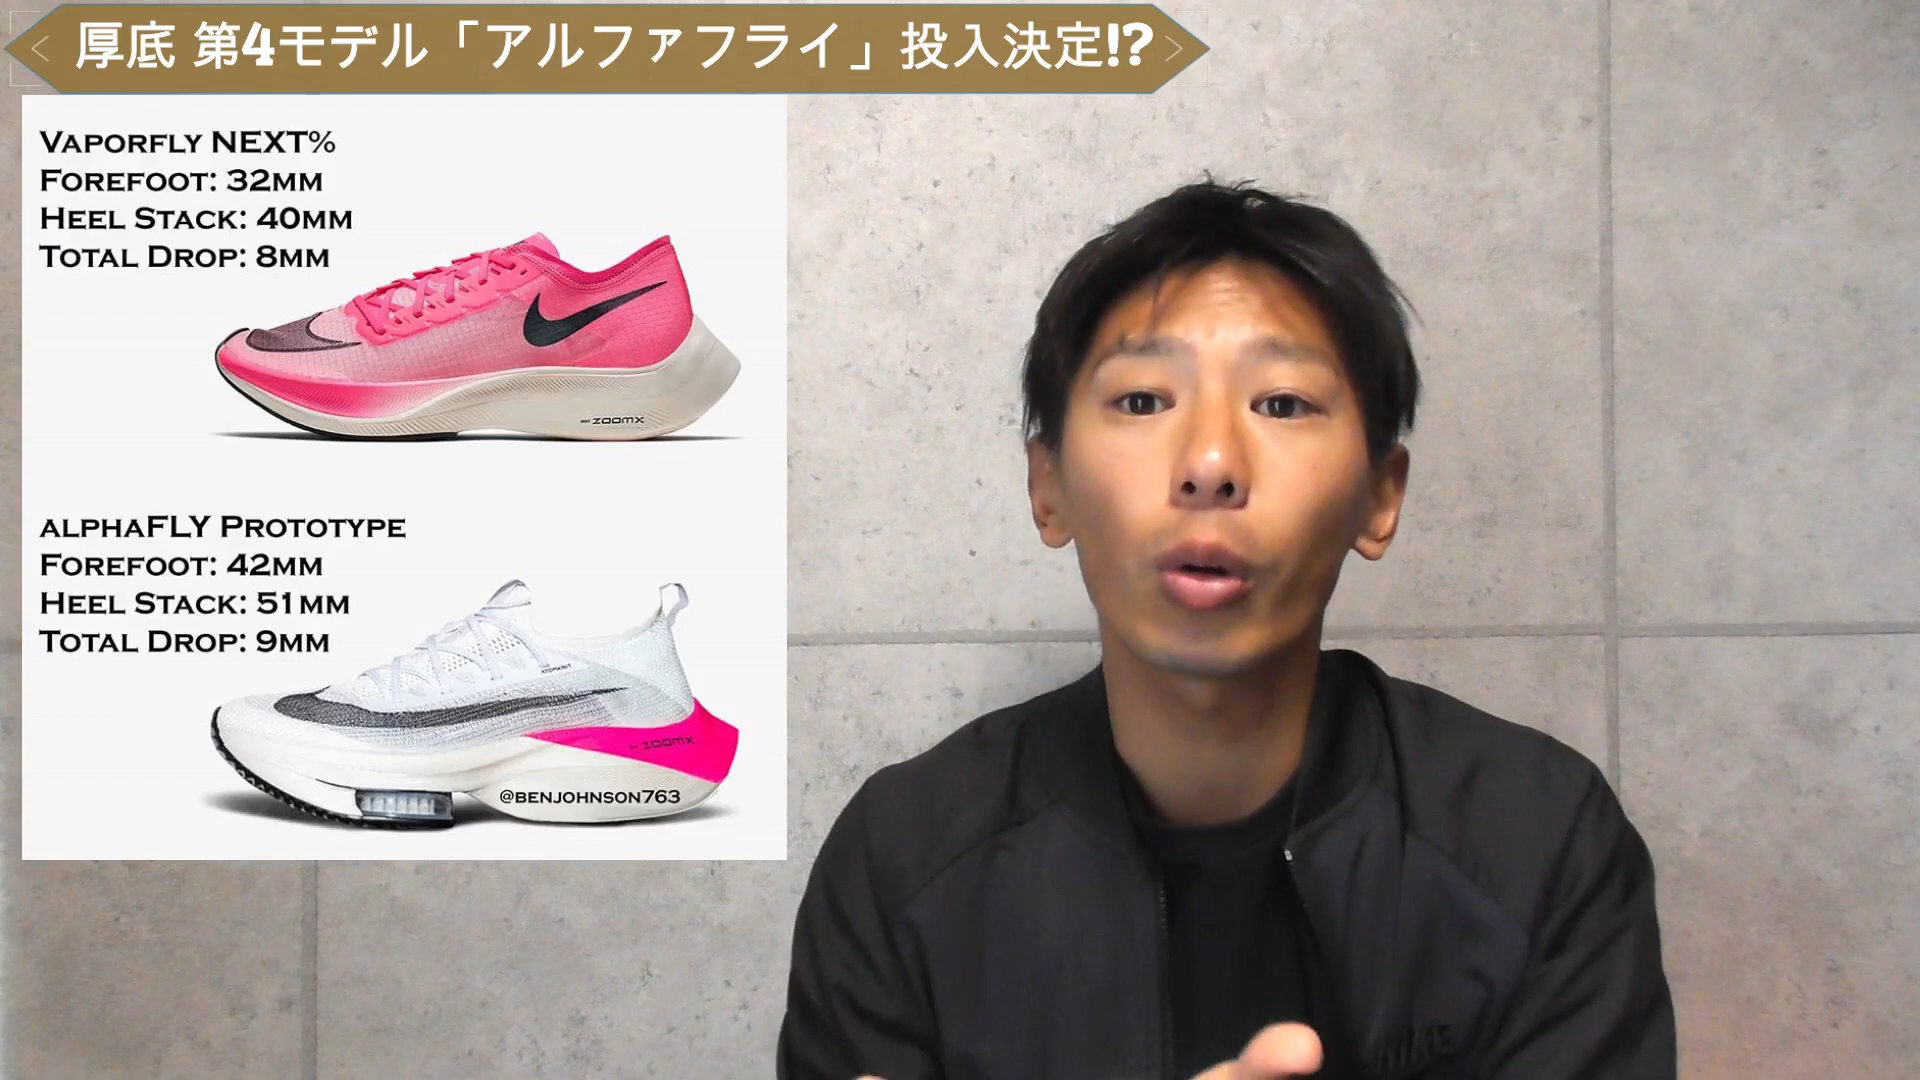 厚底 第4モデル「アルファフライ」投入決定!?
VAPORFLY NEXT%
FOREFOOT: 32MM
HEEL STACK: 40MM
TOTAL DROP: 8MM
ZOOMX
ALPHAFLY PROTOTYPE
FOREFOOT: 42MM
HEEL STACK: 51MM
TOTAL DROP: 9MM
ATOMKNIT
ZOOMX
@BENJOHNSON763
NIKE